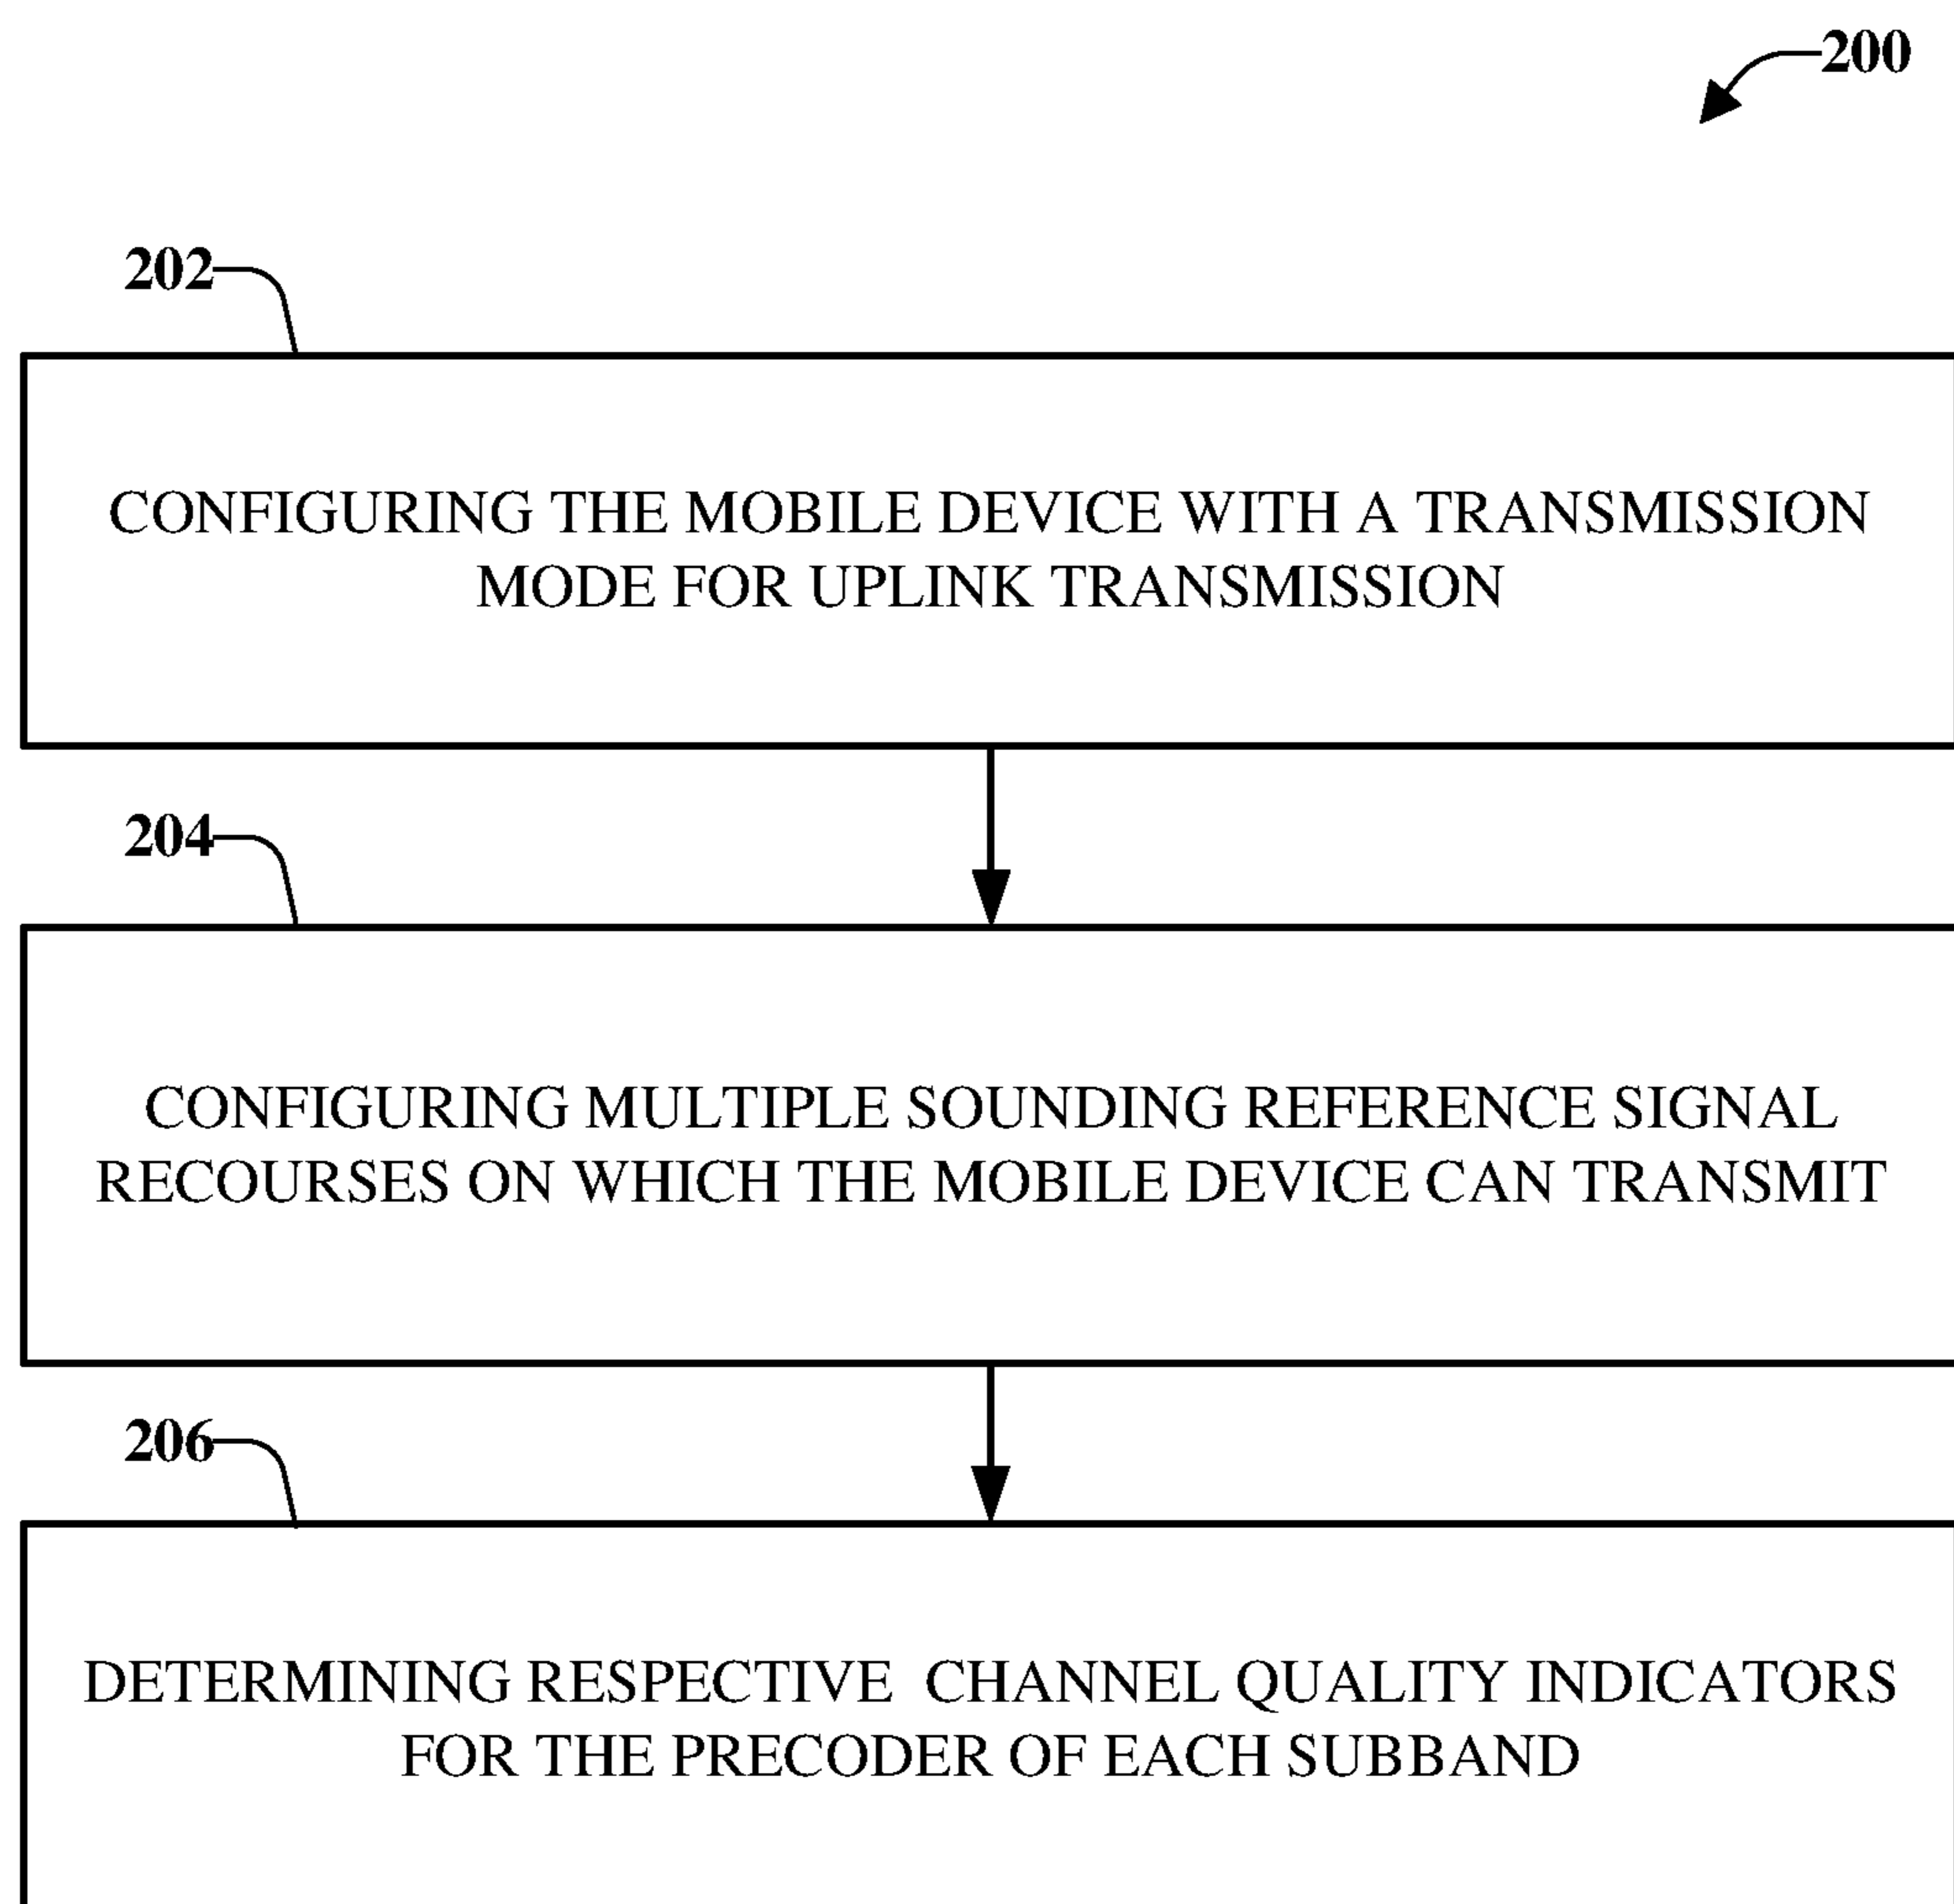 200
202
CONFIGURING THE MOBILE DEVICE WITH A TRANSMISSION
MODE FOR UPLINK TRANSMISSION
204
CONFIGURING MULTIPLE SOUNDING REFERENCE SIGNAL
RECOURSES ON WHICH THE MOBILE DEVICE CAN TRANSMIT
206
DETERMINING RESPECTIVE CHANNEL QUALITY INDICATORS
FOR THE PRECODER OF EACH SUBBAND